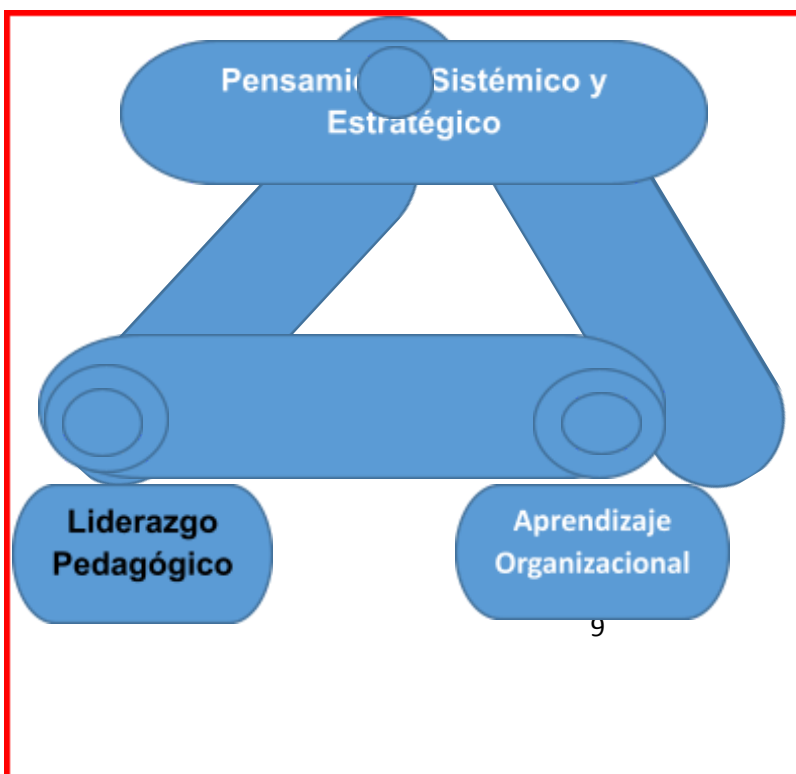 Pensami Sistémico y
Estratégico
Liderazgo
Pedagógico
Aprendizaje
Organizacional
9